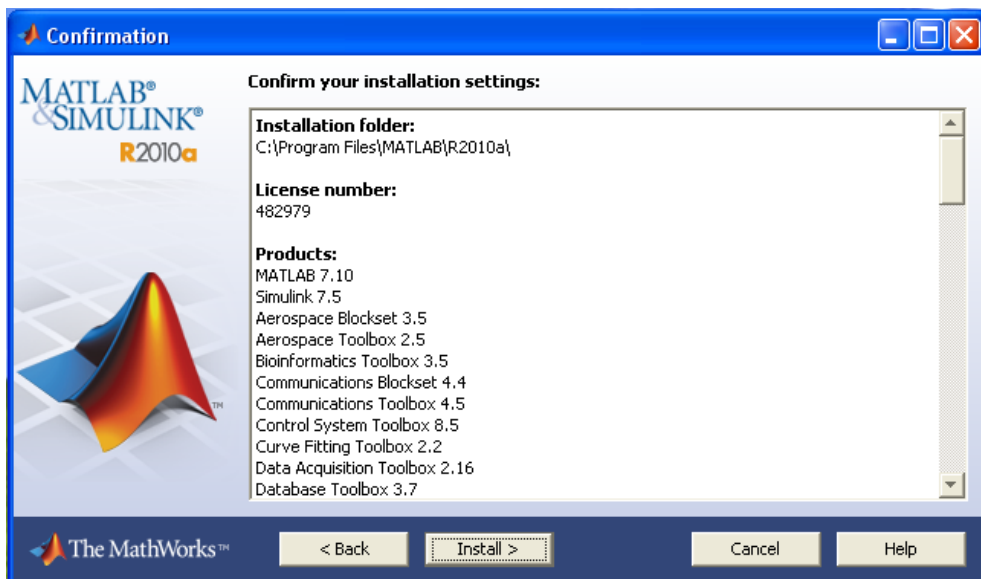 Confirmation
MATLAB®
&SIMULINK®
R2010a
Confirm your installation settings:
Installation folder:
C:\Program Files\MATLAB\R2010a\
License number:
482979
Products:
MATLAB 7.10
Simulink 7.5
Aerospace Blockset 3.5
Aerospace Toolbox 2.5
Bioinformatics Toolbox 3.5
Communications Blockset 4.4
Communications Toolbox 4.5
Control System Toolbox 8.5
Curve Fitting Toolbox 2.2
Data Acquisition Toolbox 2.16
Database Toolbox 3.7
TM
The MathWorks™
< Back
Install >
Cancel
Help